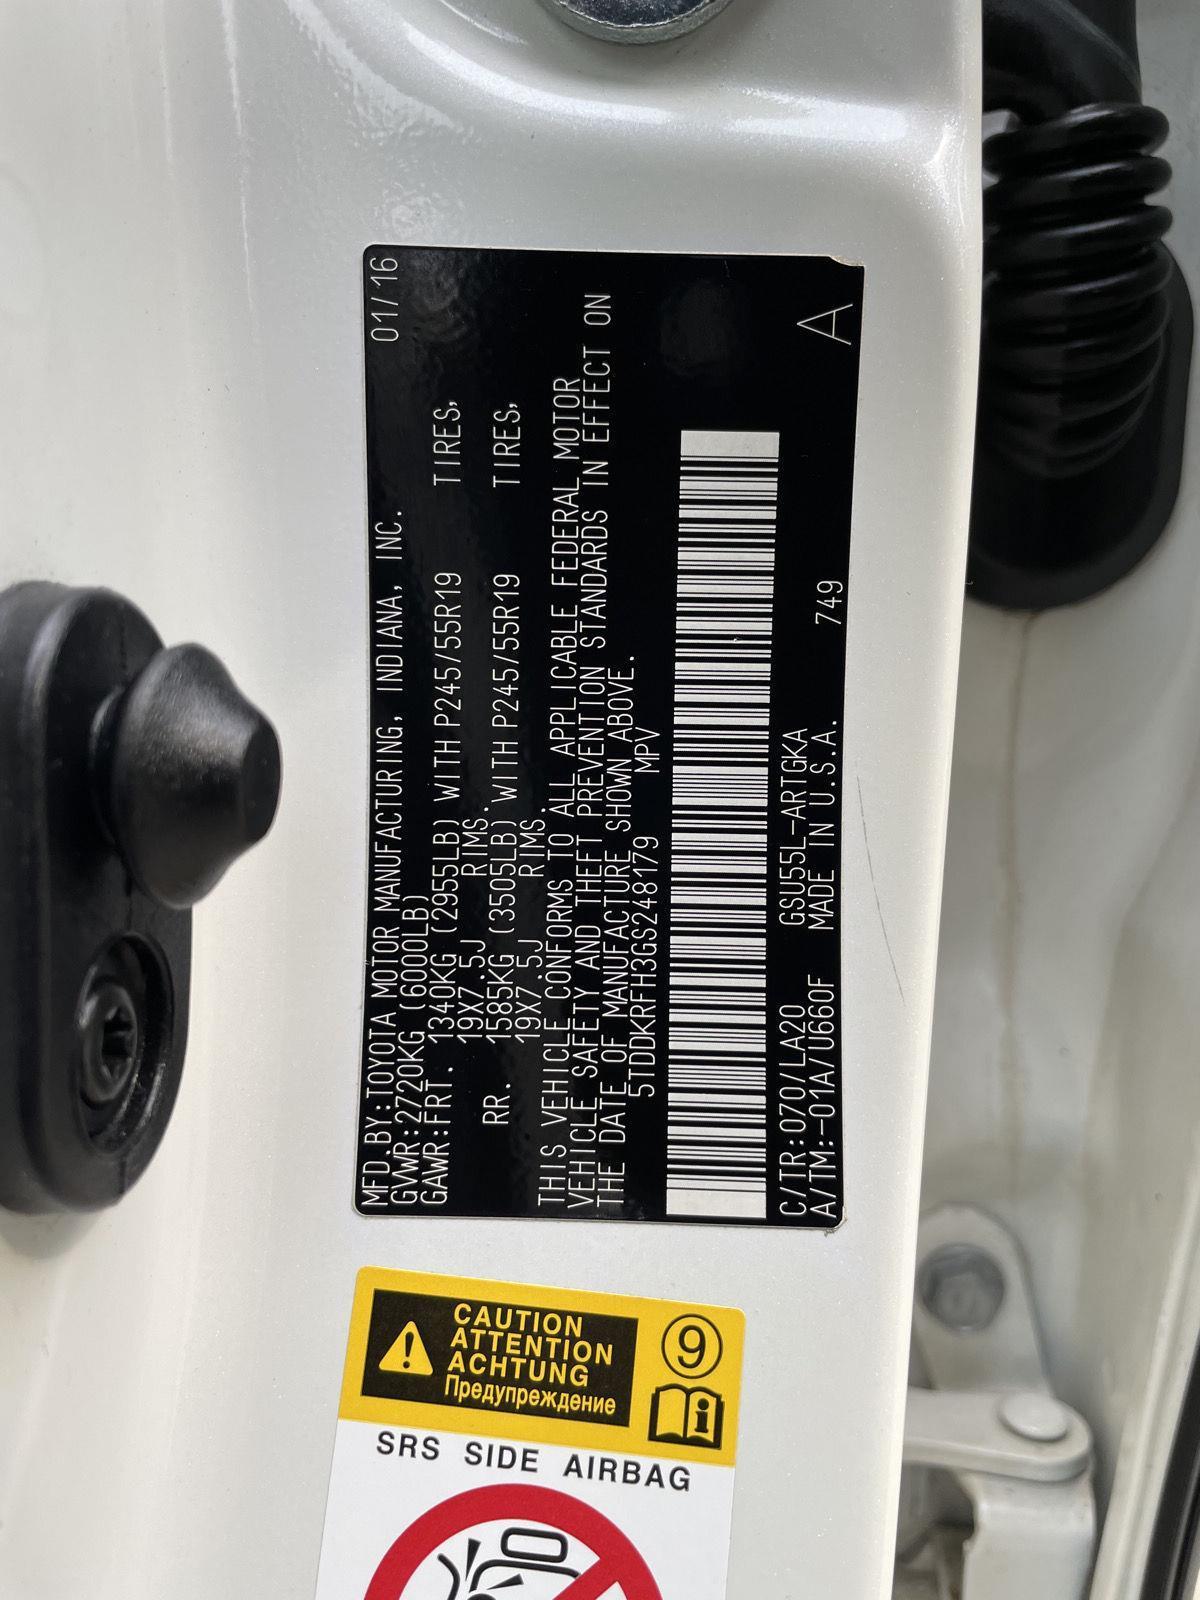 MFD.BY:TOYOTA MOTOR MANUFACTURING, INDIANA, INC. 01/16
GVWR:2720KG(6000LB)
GAWR:FRT. 1340KG(2955LB)WITH P245/55R19 TIRES,
19X7.5J RIMS.
RR. 1585KG(3505LB)WITH P245/55R19 TIRES,
19X7.5J RIMS.
THIS VEHICLE CONFORMS TO ALL APPLICABLE FEDERAL MOTOR
VEHICLE SAFETY AND THEFT PREVENTION STANDARDS IN EFFECT ON
THE DATE OF MANUFACTURE SHOWN ABOVE.
5TDDKRFH3GS248179 MPV
C/TR:070/LA20 GSU55L-ARTGKA
A/TM:-01A/U660F MADE IN U.S.A. 749 A
CAUTION
ATTENTION
ACHTUNG
Предупреждение
9
i
SRS SIDE AIRBAG